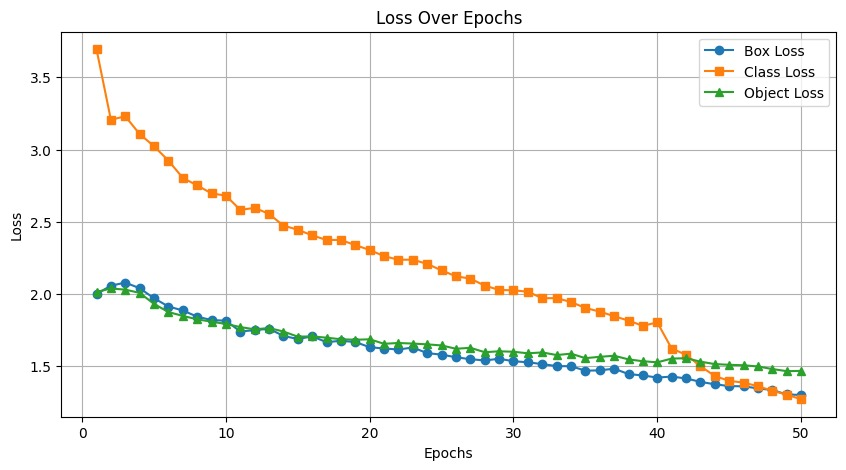 Loss Over Epochs
Box Loss
Class Loss
Object Loss
Loss
3.5
3.0
2.5
2.0
1.5
0 10 20 30 40 50
Epochs